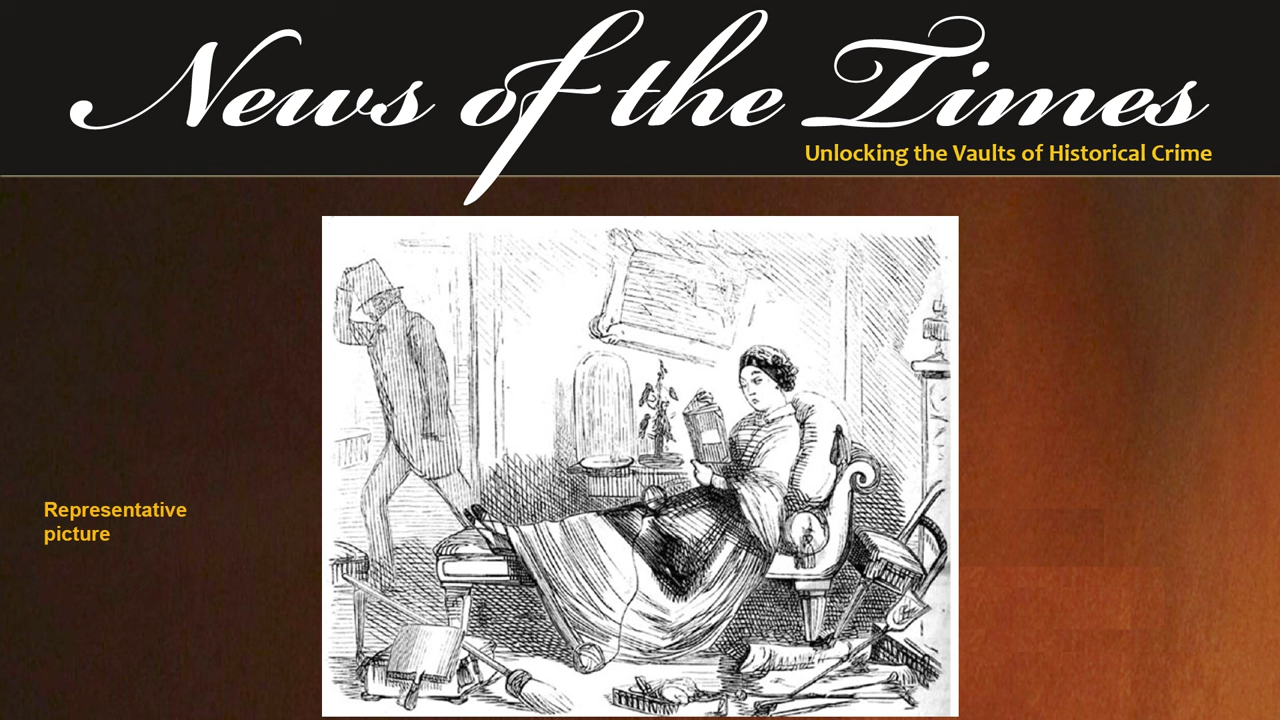 News of the Times
Unlocking the Vaults of Historical Crime
Representative
picture